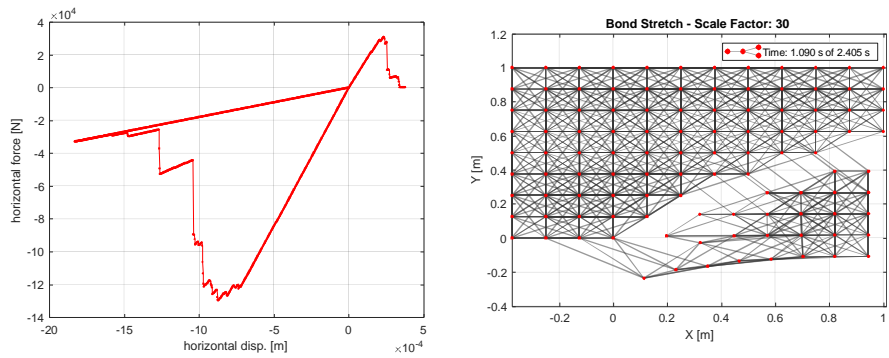 ×10⁴
4
2
0
-2
-4
-6
-8
-10
-12
-14
horizontal force [N]
-20 -15 -10 -5 0 5
horizontal disp. [m]
×10⁻⁴
Bond Stretch - Scale Factor: 30
Time: 1.090 s of 2.405 s
1.2
1
0.8
0.6
0.4
0.2
0
-0.2
-0.4
Y [m]
-0.2 0 0.2 0.4 0.6 0.8 1
X [m]